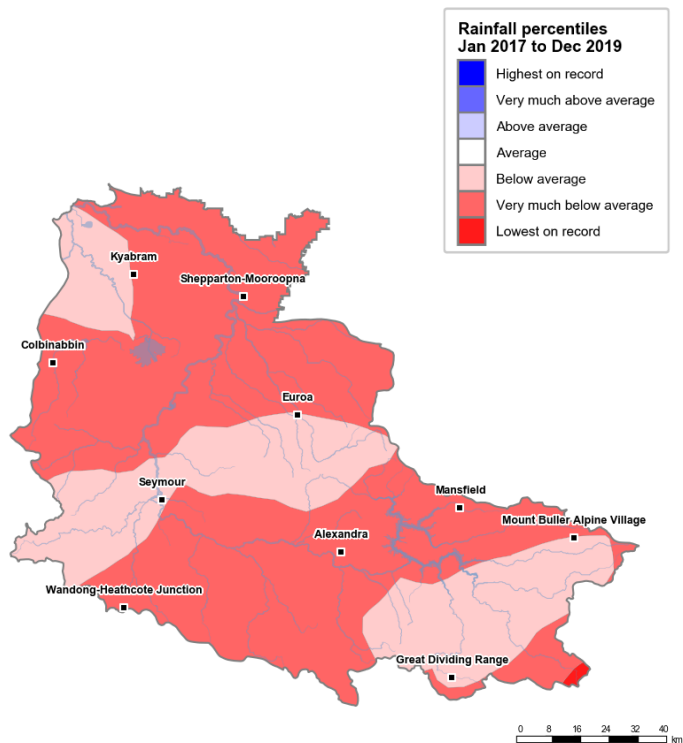 Rainfall percentiles
Jan 2017 to Dec 2019
Highest on record
Very much above average
Above average
Average
Below average
Very much below average
Lowest on record
Kyabram
Shepparton-Mooroopna
Colbinabbin
Euroa
Seymour
Mansfield
Mount Buller Alpine Village
Alexandra
Wandong-Heathcote Junction
Great Dividing Range
0 8 16 24 32 40
km